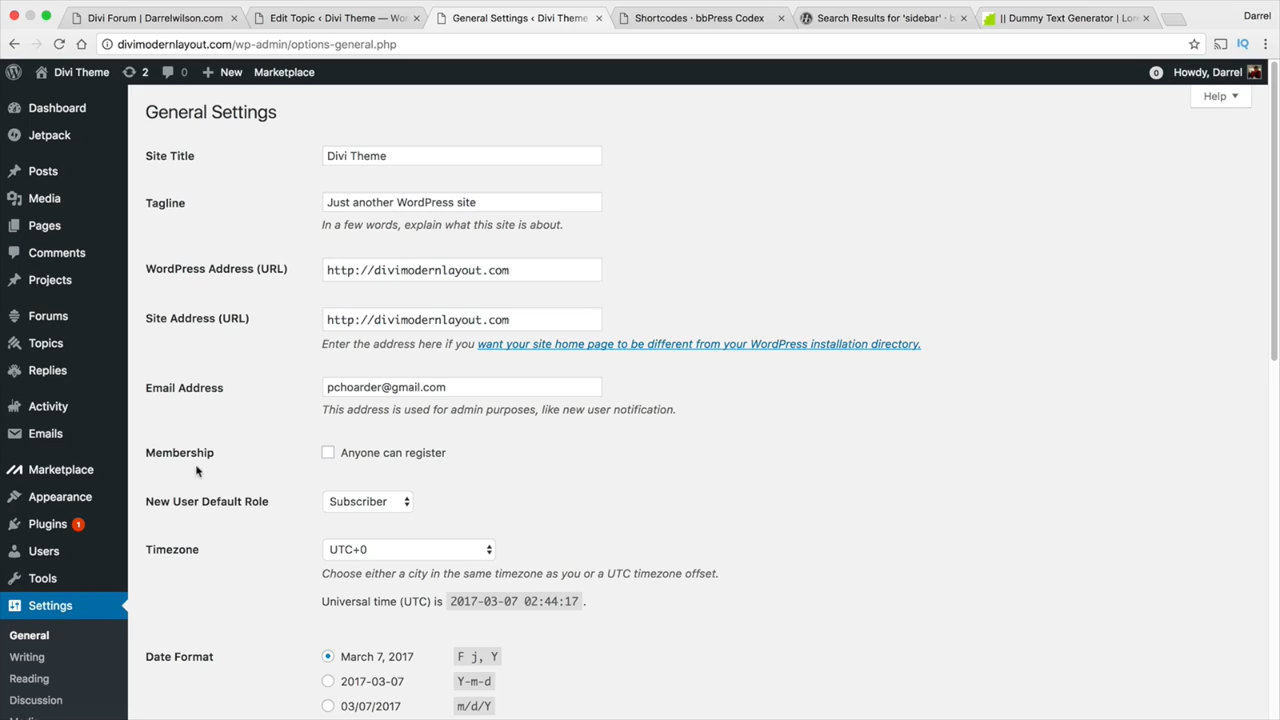 Divi Forum | Darrelwilson.com
Edit Topic ‹ Divi Theme — Wo
General Settings ‹ Divi Theme
Shortcodes · bbPress Codex
Search Results for 'sidebar' · b
|| Dummy Text Generator | Lor
Darrel
divimodernlayout.com/wp-admin/options-general.php
IQ
Divi Theme
2
0
New
Marketplace
0
Howdy, Darrel
Help
Dashboard
Jetpack
Posts
Media
Pages
Comments
Projects
Forums
Topics
Replies
Activity
Emails
Marketplace
Appearance
Plugins 1
Users
Tools
Settings
General
Writing
Reading
Discussion
General Settings
Site Title
Divi Theme
Tagline
Just another WordPress site
In a few words, explain what this site is about.
WordPress Address (URL)
http://divimodernlayout.com
Site Address (URL)
http://divimodernlayout.com
Enter the address here if you want your site home page to be different from your WordPress installation directory.
Email Address
pchoarder@gmail.com
This address is used for admin purposes, like new user notification.
Membership
Anyone can register
New User Default Role
Subscriber
Timezone
UTC+0
Choose either a city in the same timezone as you or a UTC timezone offset.
Universal time (UTC) is 2017-03-07 02:44:17 .
Date Format
March 7, 2017 F j, Y
2017-03-07 Y-m-d
03/07/2017 m/d/Y